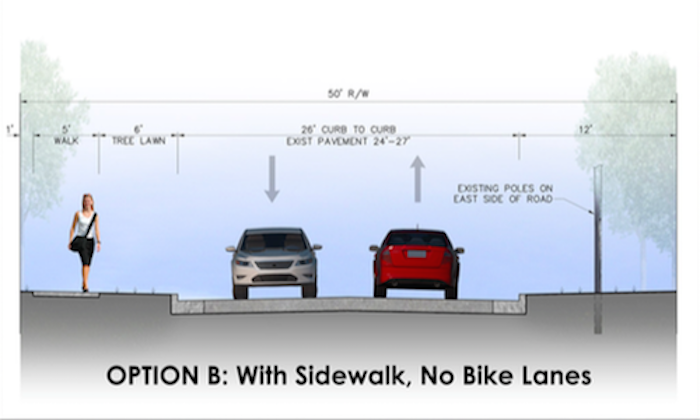 50' R/W
1' 5' 6' 26' CURB TO CURB 12'
WALK TREE LAWN EXIST PAVEMENT 24'-27'
EXISTING POLES ON
EAST SIDE OF ROAD
OPTION B: With Sidewalk, No Bike Lanes